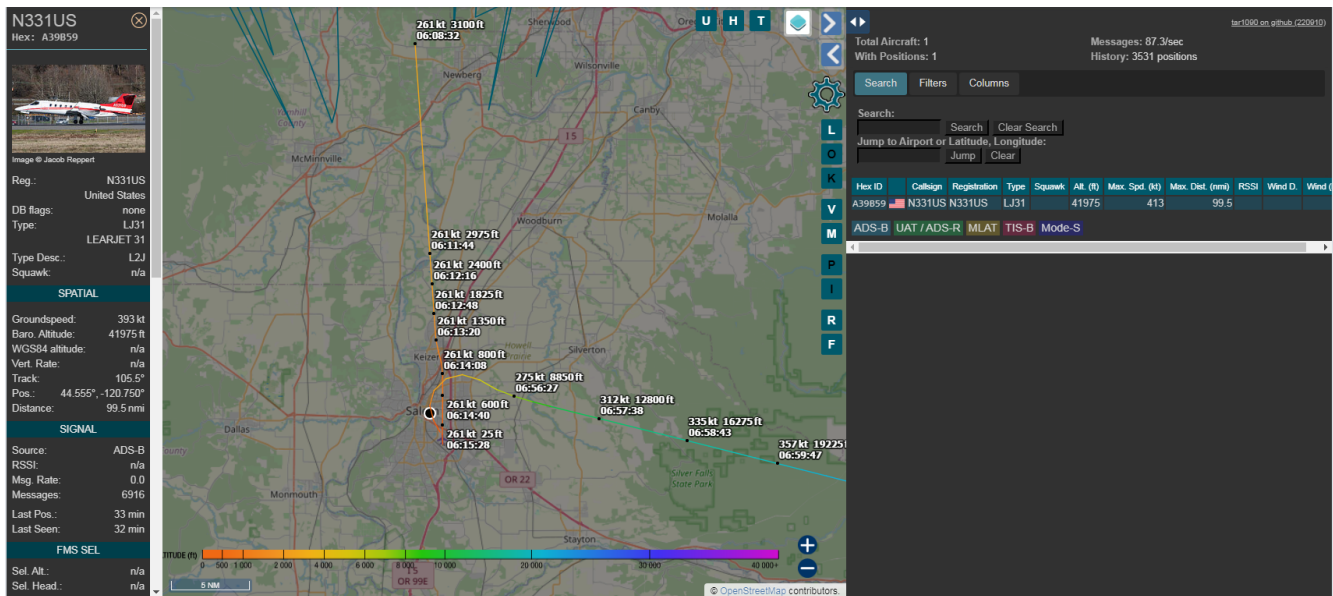 N331US
Hex: A39B59
Image © Jacob Reppert
Reg.: N331US
United States
DB flags: none
Type: LJ31
LEARJET 31
Type Desc.: L2J
Squawk: n/a
SPATIAL
Groundspeed: 393 kt
Baro. Altitude: 41975 ft
WGS84 altitude: n/a
Vert. Rate: n/a
Track: 105.5°
Pos.: 44.555°, -120.750°
Distance: 99.5 nmi
SIGNAL
Source: ADS-B
RSSI: n/a
Msg. Rate: 0.0
Messages: 6916
Last Pos.: 33 min
Last Seen: 32 min
FMS SEL
Sel. Alt.: n/a
Sel. Head.: n/a
261 kt 3100 ft
06:08:32
Sherwood
U H T
Newberg
Wilsonville
Canby
I 5
McMinnville
L
O
K
V
M
P
I
R
F
Woodburn
Molalla
261 kt 2975 ft
06:11:44
261 kt 2400 ft
06:12:16
261 kt 1825 ft
06:12:48
261 kt 1350 ft
06:13:20
Keizer
Silverton
261 kt 800 ft
06:14:08
275 kt 8850 ft
06:56:27
312 kt 12800 ft
06:57:38
261 kt 600 ft
06:14:40
335 kt 16275 ft
06:58:43
Dallas
261 kt 25 ft
06:15:28
357 kt 19225
06:59:47
Silver Falls
State Park
OR 22
Monmouth
Stayton
0 500 1 000 2 000 4 000 6 000 8 000 10 000 20 000 30 000 40 000+
I 5
OR 99E
5 NM
© OpenStreetMap contributors.
tar1090 on github (220910)
Total Aircraft: 1 Messages: 87.3/sec
With Positions: 1 History: 3531 positions
Search Filters Columns
Search:
Search Clear Search
Jump to Airport or Latitude, Longitude:
Jump Clear
Hex ID Callsign Registration Type Squawk Alt. (ft) Max. Spd. (kt) Max. Dist. (nmi) RSSI Wind D. Wind (
A39B59 N331US N331US LJ31 41975 413 99.5
ADS-B UAT / ADS-R MLAT TIS-B Mode-S